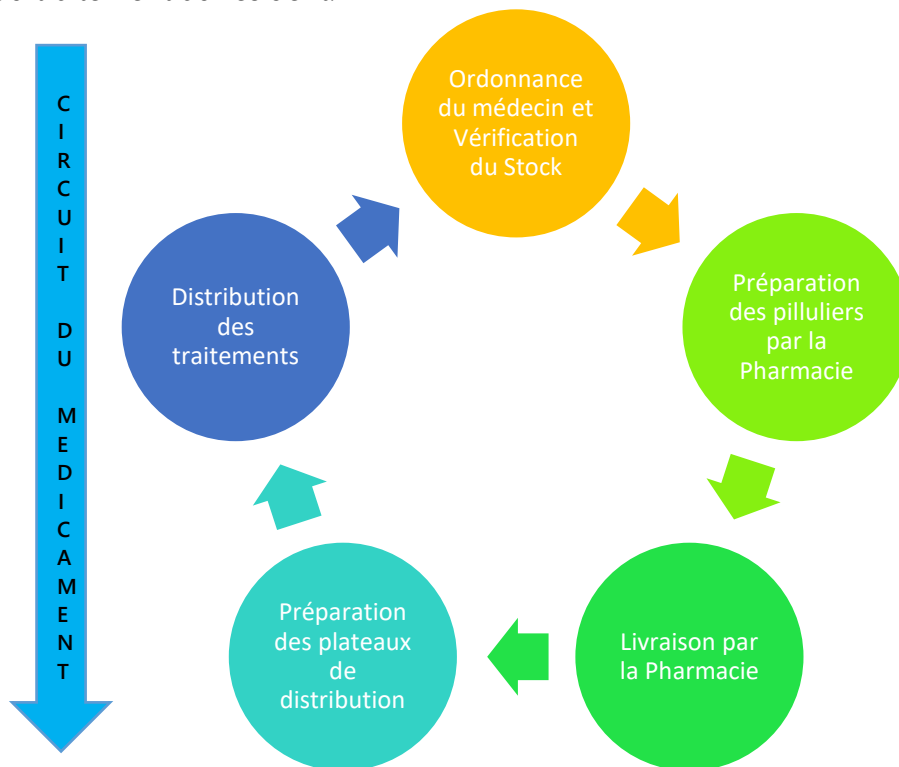 CIRCUIT DU MEDICAMENT
Ordonnance
du médecin et
Vérification
du Stock
Préparation
des pilluliers
par la
Pharmacie
Livraison par
la Pharmacie
Préparation
des plateaux
de
distribution
Distribution
des
traitements